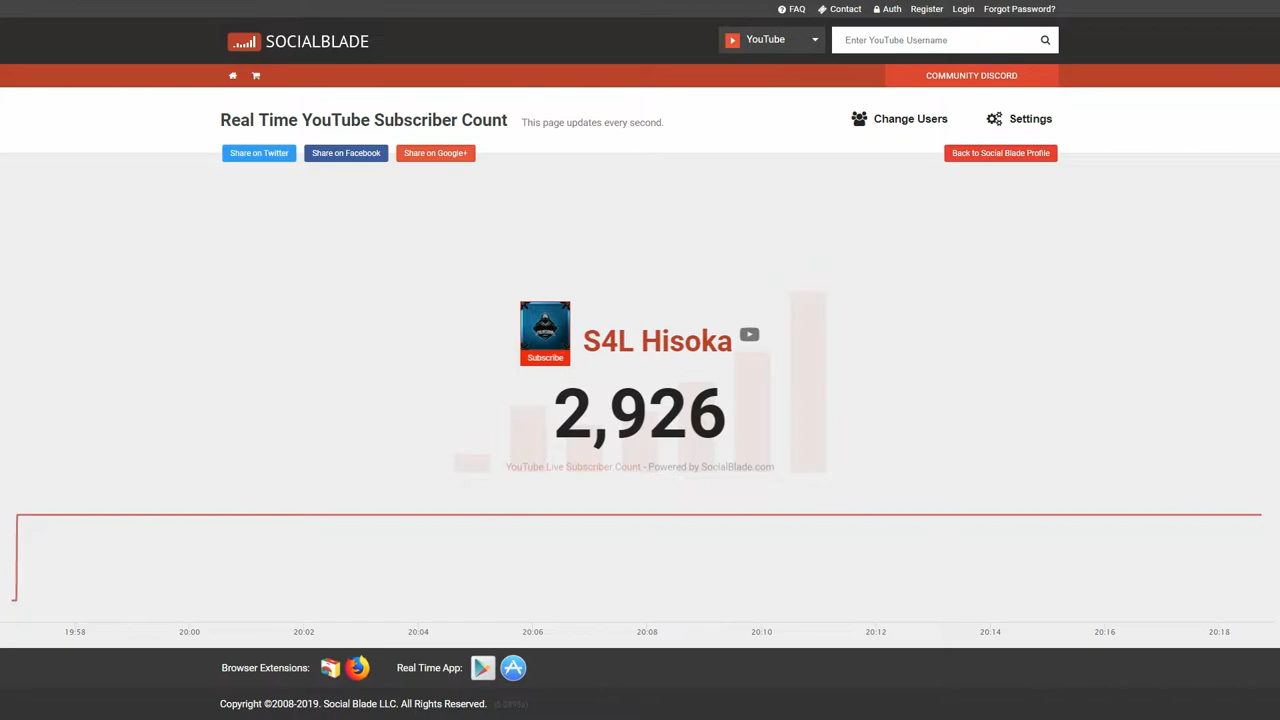 FAQ Contact Auth Register Login Forgot Password?
SOCIALBLADE YouTube Enter YouTube Username
COMMUNITY DISCORD
Real Time YouTube Subscriber Count This page updates every second. Change Users Settings
Share on Twitter Share on Facebook Share on Google+ Back to Social Blade Profile
S4L Hisoka
Subscribe
2,926
YouTube Live Subscriber Count - Powered by SocialBlade.com
19:58 20:00 20:02 20:04 20:06 20:08 20:10 20:12 20:14 20:16 20:18
Browser Extensions: Real Time App:
Copyright ©2008-2019. Social Blade LLC. All Rights Reserved.